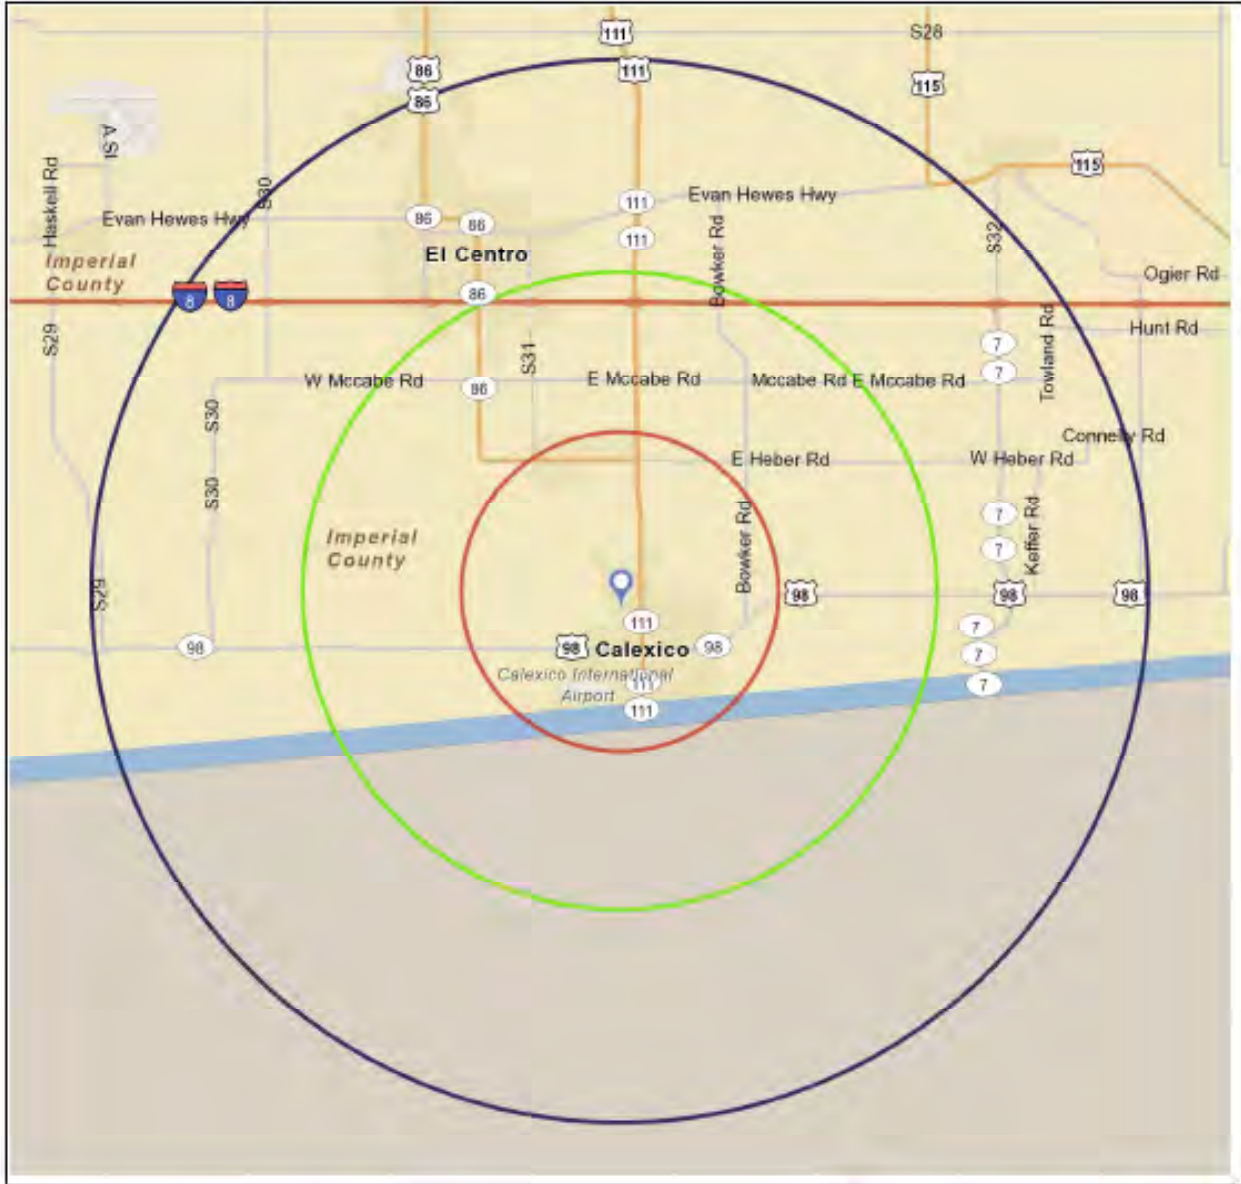 111
S28
86
111
115
86
A St
115
Haskell Rd
S30
Evan Hewes Hwy
111
Evan Hewes Hwy
86
86
111
Bowker Rd
S32
El Centro
Imperial
County
Ogier Rd
8
8
86
S29
Hunt Rd
7
Towland Rd
S31
7
W Mccabe Rd
86
E Mccabe Rd
Mccabe Rd
E Mccabe Rd
S30
Connelly Rd
E Heber Rd
W Heber Rd
S30
7
Imperial
County
Bowker Rd
7
Keffer Rd
S29
98
98
98
111
7
98
98
Calexico
98
7
Calexico International
Airport
111
7
111